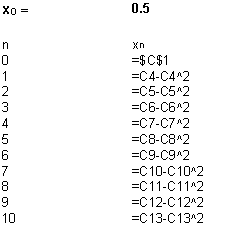 x₀ = 0.5
n xₙ
0 =$C$1
1 =C4-C4^2
2 =C5-C5^2
3 =C6-C6^2
4 =C7-C7^2
5 =C8-C8^2
6 =C9-C9^2
7 =C10-C10^2
8 =C11-C11^2
9 =C12-C12^2
10 =C13-C13^2